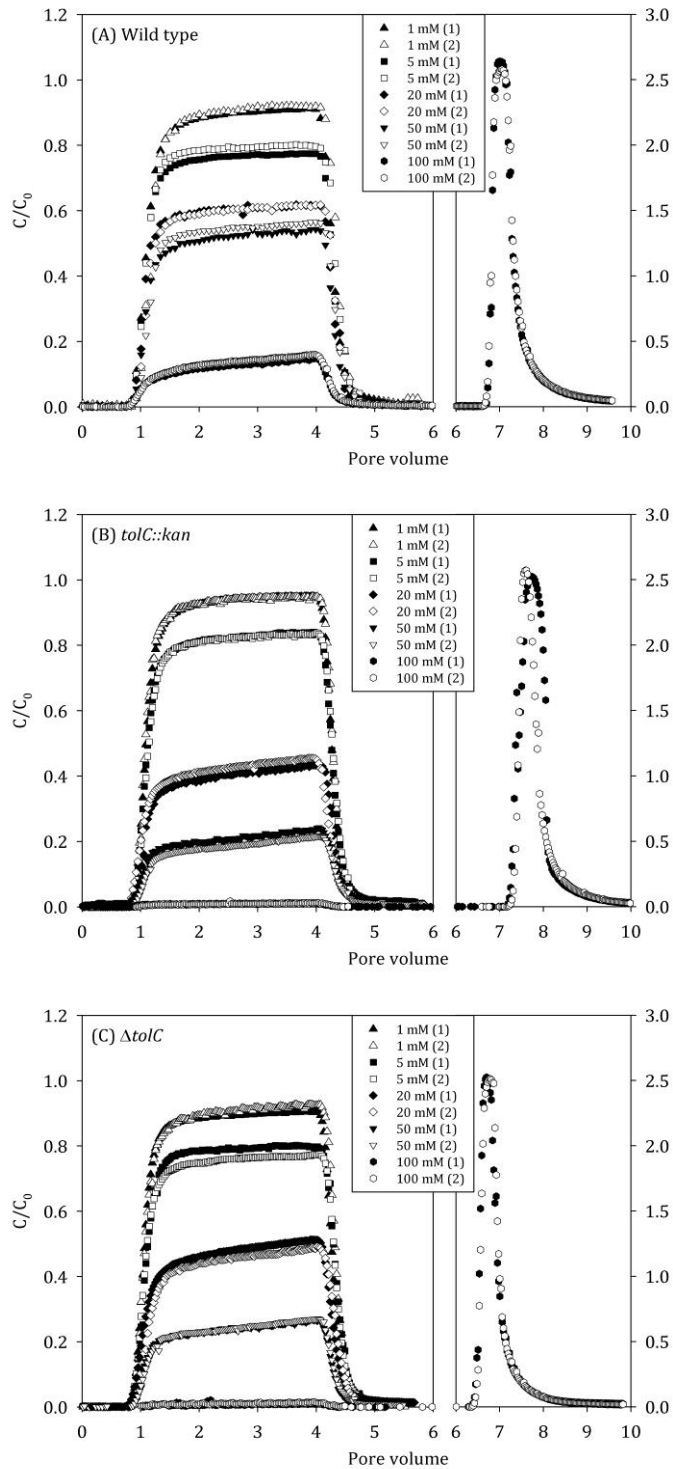 (A) Wild type
1 mM (1)
1 mM (2)
5 mM (1)
5 mM (2)
20 mM (1)
20 mM (2)
50 mM (1)
50 mM (2)
100 mM (1)
100 mM (2)
1.2
1.0
0.8
0.6
0.4
0.2
0.0
C/C0
0 1 2 3 4 5 6
Pore volume
6 7 8 9 10
Pore volume
3.0
2.5
2.0
1.5
1.0
0.5
0.0
(B) tolC::kan
1 mM (1)
1 mM (2)
5 mM (1)
5 mM (2)
20 mM (1)
20 mM (2)
50 mM (1)
50 mM (2)
100 mM (1)
100 mM (2)
1.2
1.0
0.8
0.6
0.4
0.2
0.0
C/C0
0 1 2 3 4 5 6
Pore volume
6 7 8 9 10
Pore volume
3.0
2.5
2.0
1.5
1.0
0.5
0.0
(C) ΔtolC
1 mM (1)
1 mM (2)
5 mM (1)
5 mM (2)
20 mM (1)
20 mM (2)
50 mM (1)
50 mM (2)
100 mM (1)
100 mM (2)
1.2
1.0
0.8
0.6
0.4
0.2
0.0
C/C0
0 1 2 3 4 5 6
Pore volume
6 7 8 9 10
Pore volume
3.0
2.5
2.0
1.5
1.0
0.5
0.0